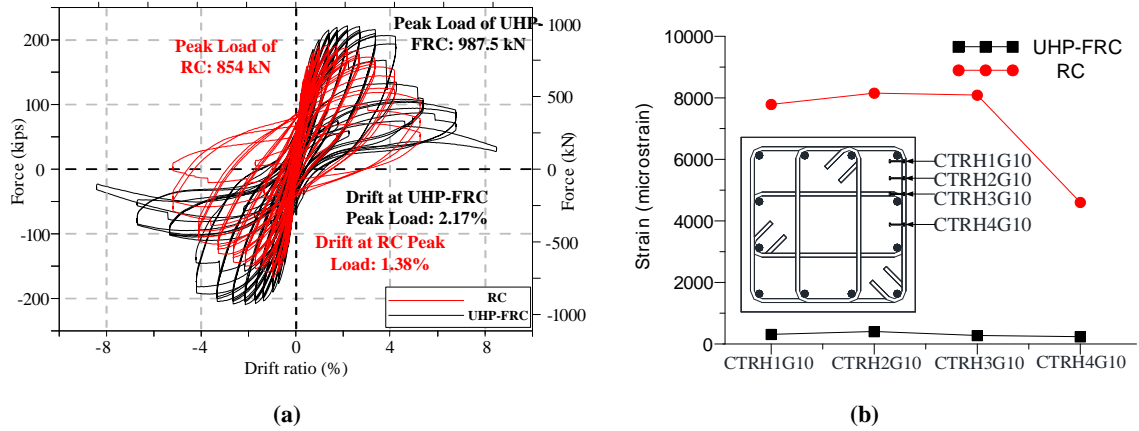 Peak Load of
RC: 854 kN
Peak Load of UHP-
FRC: 987.5 kN
Drift at UHP-FRC
Peak Load: 2.17%
Drift at RC Peak
Load: 1.38%
RC
UHP-FRC
200
100
0
-100
-200
Force (kips)
1000
500
0
-500
-1000
Force (kN)
-8
-4
0
4
8
Drift ratio (%)
(a)
UHP-FRC
RC
10000
8000
6000
4000
2000
0
Strain (microstrain)
CTRH1G10
CTRH2G10
CTRH3G10
CTRH4G10
CTRH1G10
CTRH2G10
CTRH3G10
CTRH4G10
(b)